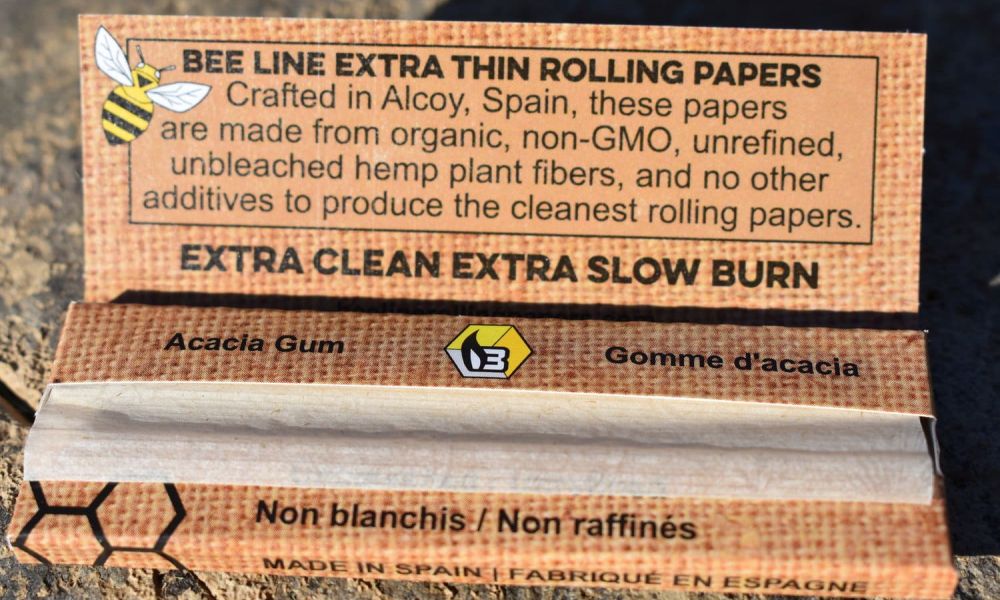 BEE LINE EXTRA THIN ROLLING PAPERS
Crafted in Alcoy, Spain, these papers
are made from organic, non-GMO, unrefined,
unbleached hemp plant fibers, and no other
additives to produce the cleanest rolling papers.
EXTRA CLEAN EXTRA SLOW BURN
Acacia Gum
Gomme d'acacia
Non blanchis / Non raffinés
MADE IN SPAIN | FABRIQUÉ EN ESPAGNE